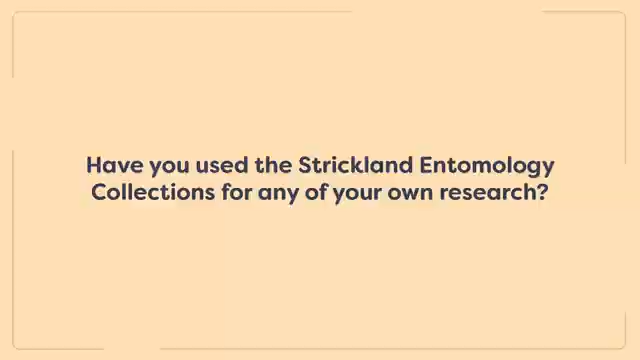 Have you used the Strickland Entomology
Collections for any of your own research?